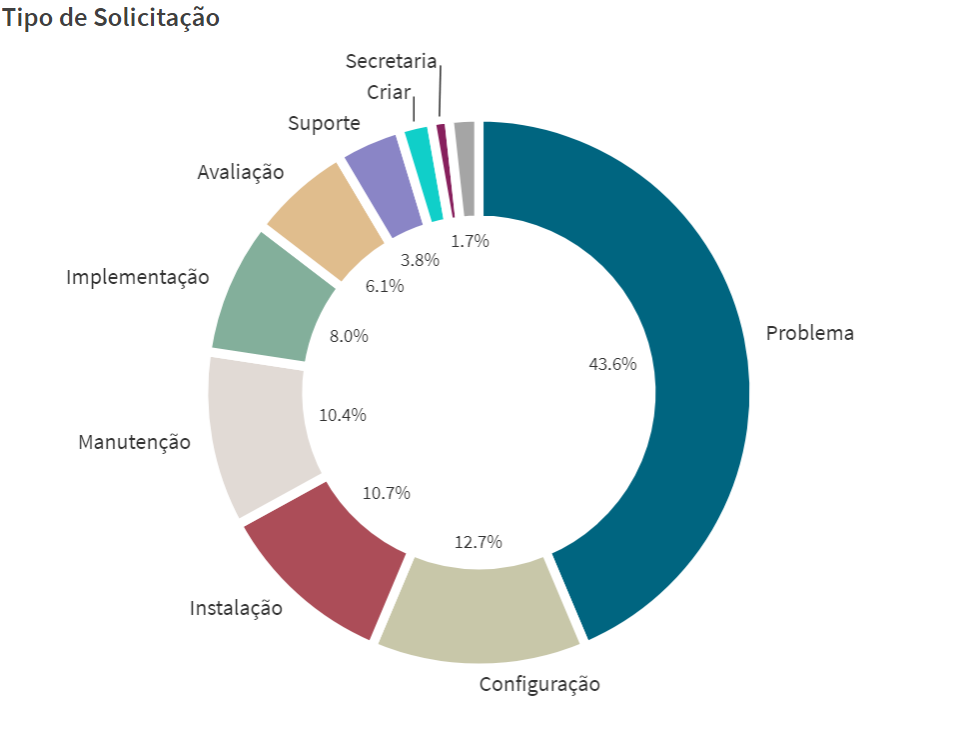 Tipo de Solicitação
Secretaria
Criar
Suporte
Avaliação
Implementação
Manutenção
Instalação
Configuração
Problema
1.7%
3.8%
6.1%
8.0%
10.4%
10.7%
12.7%
43.6%